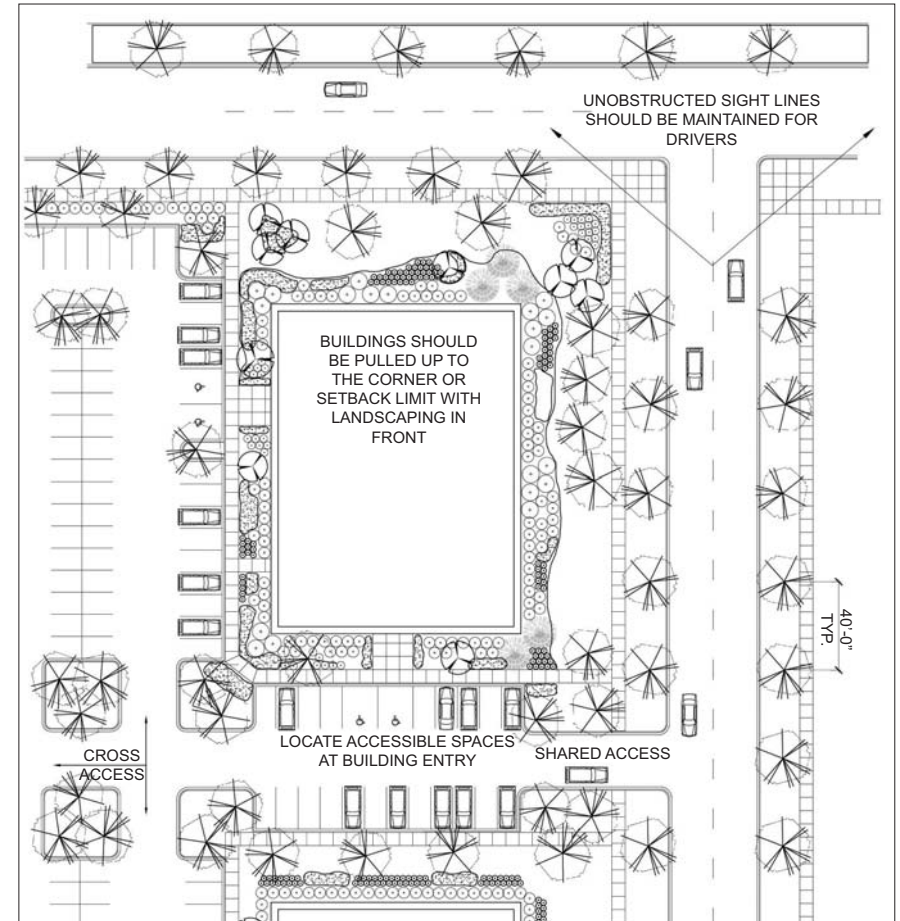 UNOBSTRUCTED SIGHT LINES
SHOULD BE MAINTAINED FOR
DRIVERS
BUILDINGS SHOULD
BE PULLED UP TO
THE CORNER OR
SETBACK LIMIT WITH
LANDSCAPING IN
FRONT
40'-0"
TYP.
LOCATE ACCESSIBLE SPACES
AT BUILDING ENTRY
SHARED ACCESS
CROSS
ACCESS